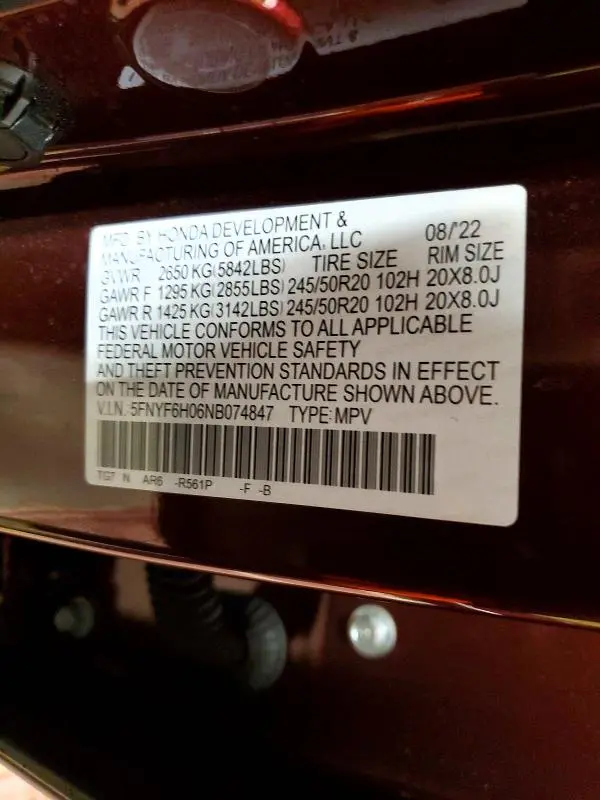 MFD. BY HONDA DEVELOPMENT &
MANUFACTURING OF AMERICA, LLC 08/'22
GVWR 2650 KG(5842LBS) TIRE SIZE RIM SIZE
GAWR F 1295 KG(2855LBS) 245/50R20 102H 20X8.0J
GAWR R 1425 KG(3142LBS) 245/50R20 102H 20X8.0J
THIS VEHICLE CONFORMS TO ALL APPLICABLE
FEDERAL MOTOR VEHICLE SAFETY
AND THEFT PREVENTION STANDARDS IN EFFECT
ON THE DATE OF MANUFACTURE SHOWN ABOVE.
V.I.N. 5FNYF6H06NB074847 TYPE:MPV
TG7 N AR6 -R561P -F -B